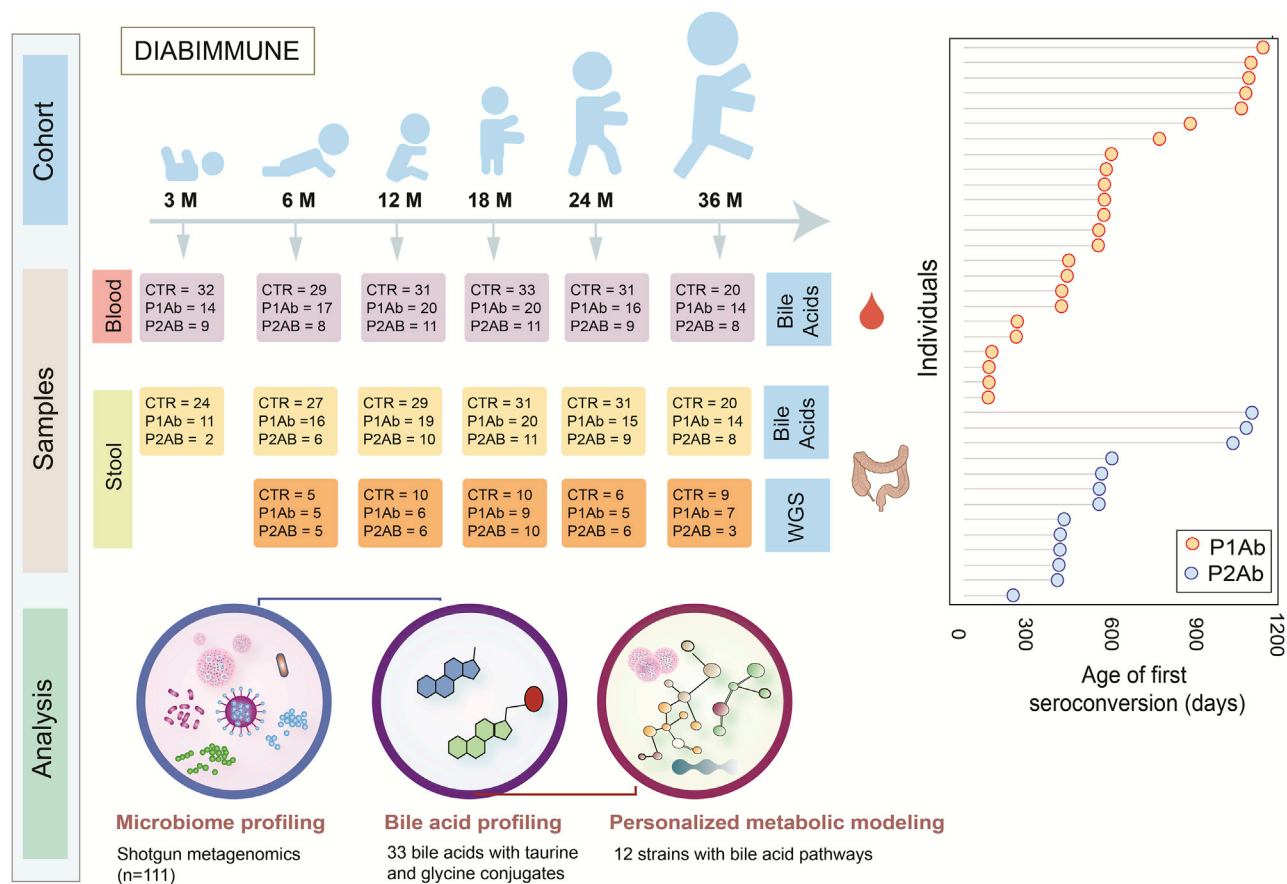 DIABIMMUNE
Cohort
3 M
6 M
12 M
18 M
24 M
36 M
Samples
Blood
CTR = 32
P1Ab = 14
P2AB = 9
CTR = 29
P1Ab = 17
P2AB = 8
CTR = 31
P1Ab = 20
P2AB = 11
CTR = 33
P1Ab = 20
P2AB = 11
CTR = 31
P1Ab = 16
P2AB = 9
CTR = 20
P1Ab = 14
P2AB = 8
Bile
Acids
Stool
CTR = 24
P1Ab = 11
P2AB = 2
CTR = 27
P1Ab =16
P2AB = 6
CTR = 29
P1Ab = 19
P2AB = 10
CTR = 31
P1Ab = 20
P2AB = 11
CTR = 31
P1Ab = 15
P2AB = 9
CTR = 20
P1Ab = 14
P2AB = 8
Bile
Acids
CTR = 5
P1Ab = 5
P2AB = 5
CTR = 10
P1Ab = 6
P2AB = 6
CTR = 10
P1Ab = 9
P2AB = 10
CTR = 6
P1Ab = 5
P2AB = 6
CTR = 9
P1Ab = 7
P2AB = 3
WGS
Analysis
Microbiome profiling
Shotgun metagenomics
(n=111)
Bile acid profiling
33 bile acids with taurine
and glycine conjugates
Personalized metabolic modeling
12 strains with bile acid pathways
Individuals
P1Ab
P2Ab
0
300
600
900
1200
Age of first
seroconversion (days)